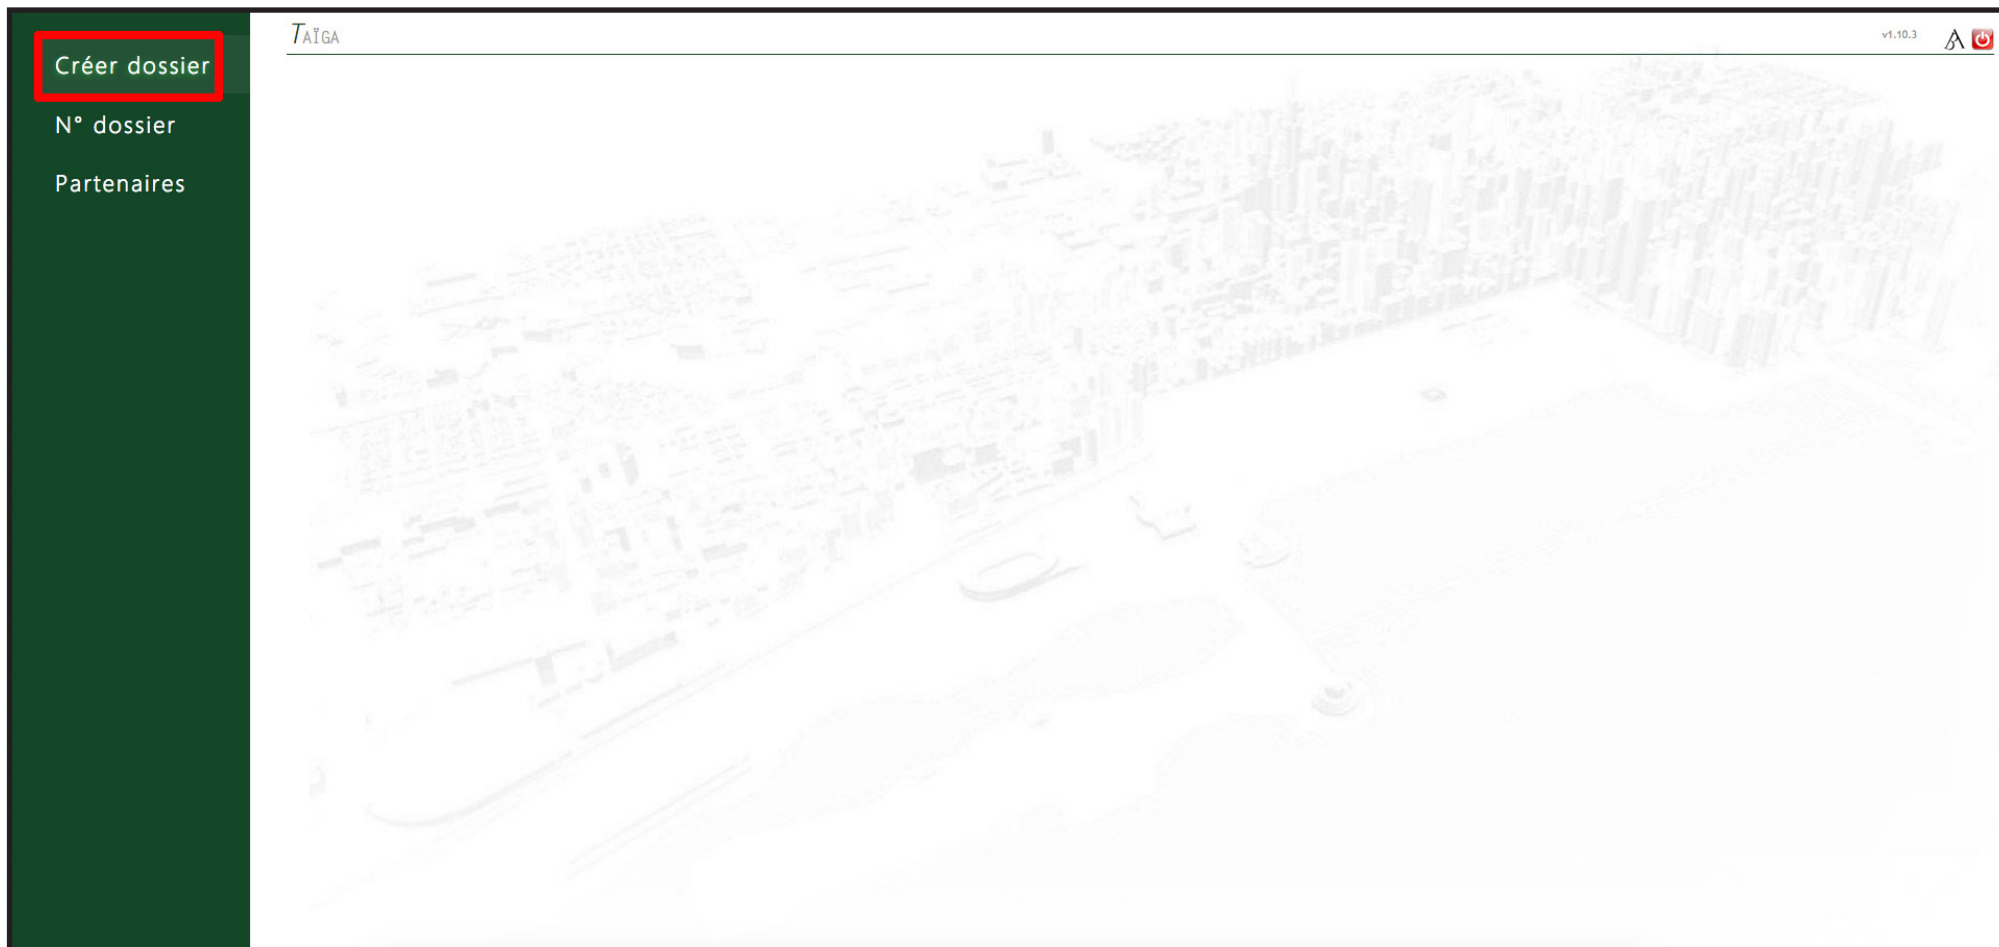 Créer dossier
N° dossier
Partenaires
TAÏGA
v1.10.3